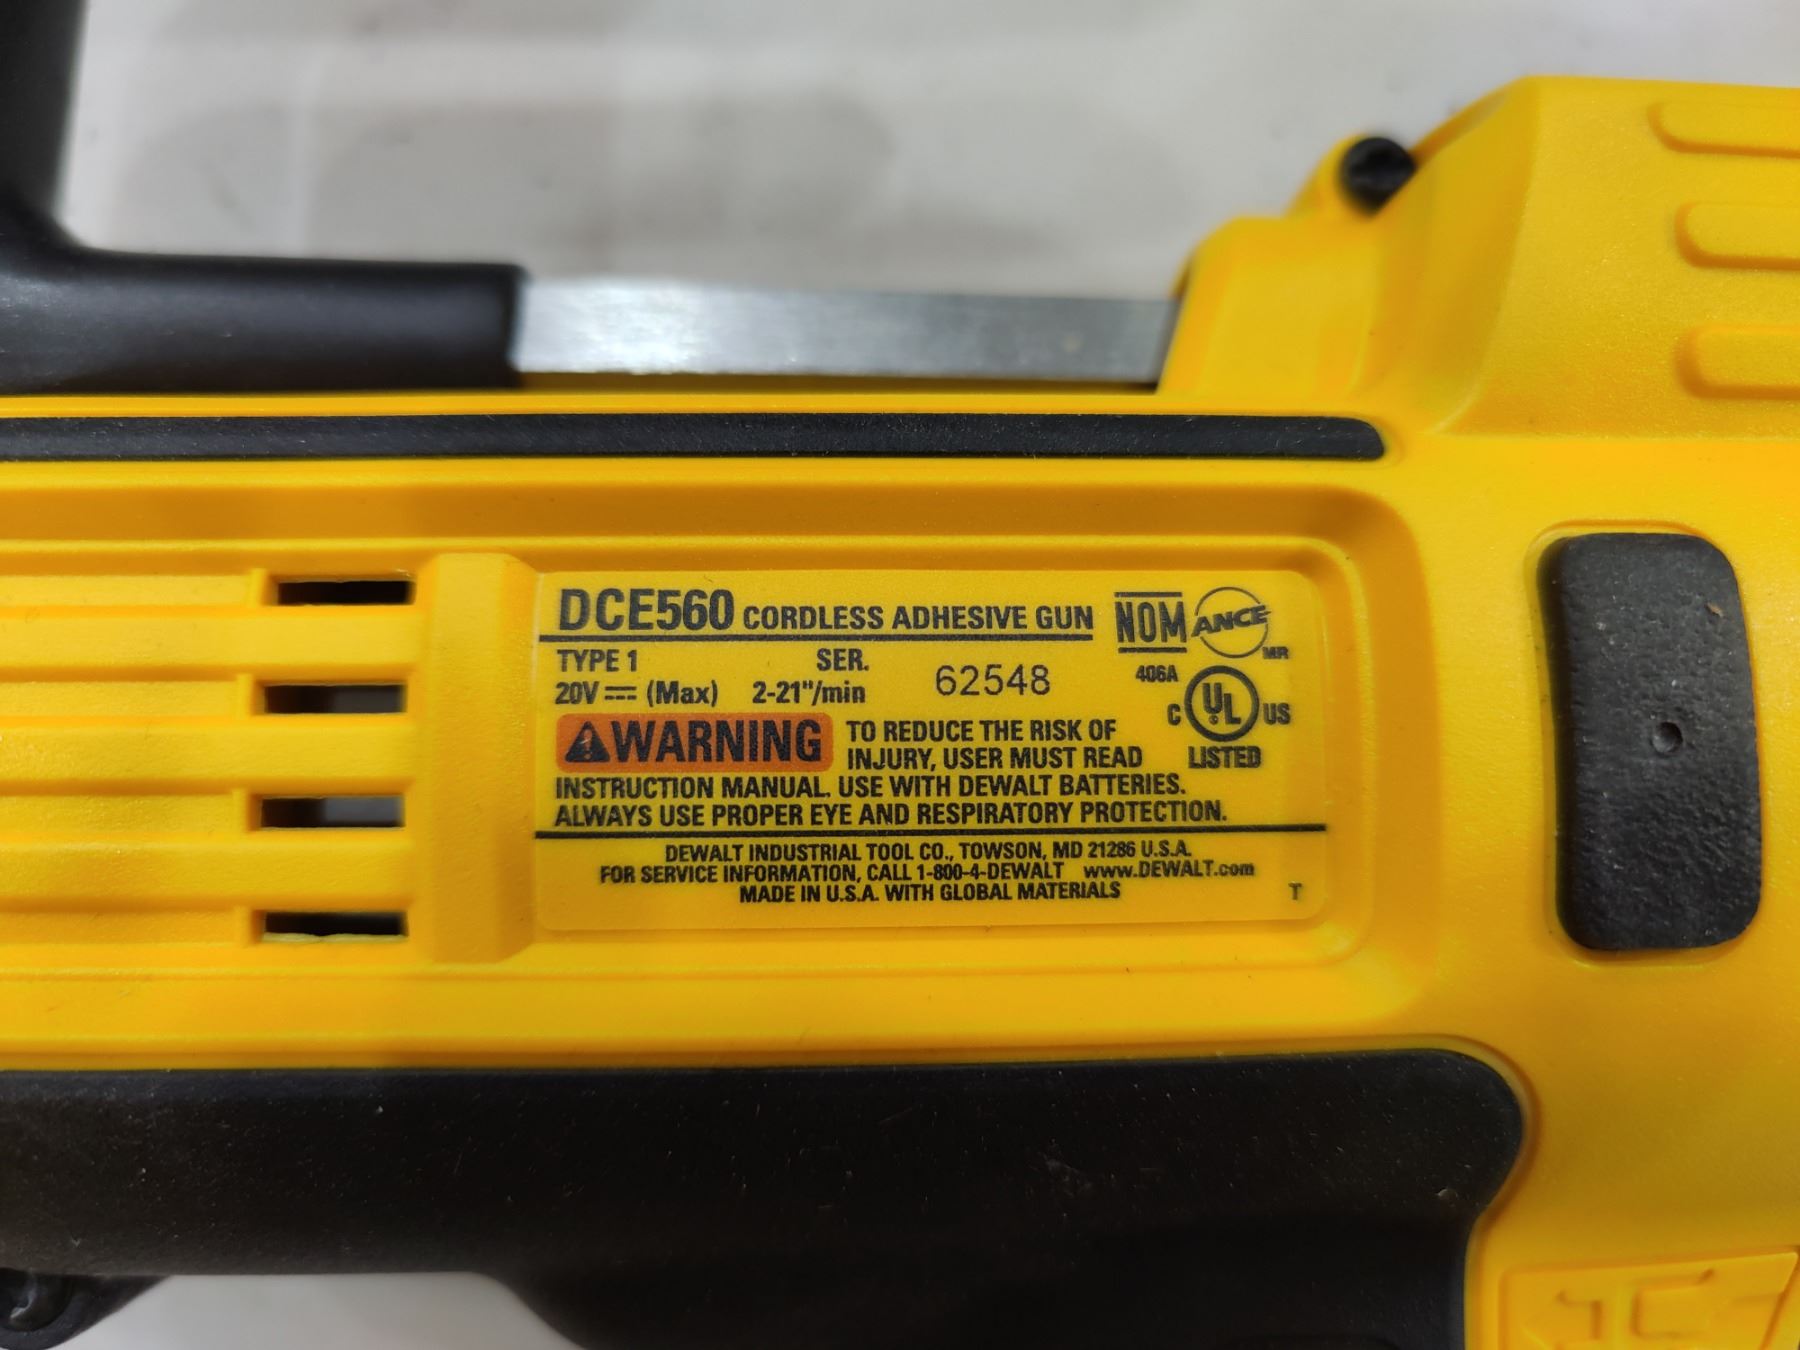 DCE560 CORDLESS ADHESIVE GUN NOM ANCE MR
TYPE 1 SER. 62548 406A
20V⎓ (Max) 2-21"/min C UL US
LISTED
⚠WARNING TO REDUCE THE RISK OF
INJURY, USER MUST READ
INSTRUCTION MANUAL. USE WITH DEWALT BATTERIES.
ALWAYS USE PROPER EYE AND RESPIRATORY PROTECTION.
DEWALT INDUSTRIAL TOOL CO., TOWSON, MD 21286 U.S.A.
FOR SERVICE INFORMATION, CALL 1-800-4-DEWALT www.DEWALT.com
MADE IN U.S.A. WITH GLOBAL MATERIALS T